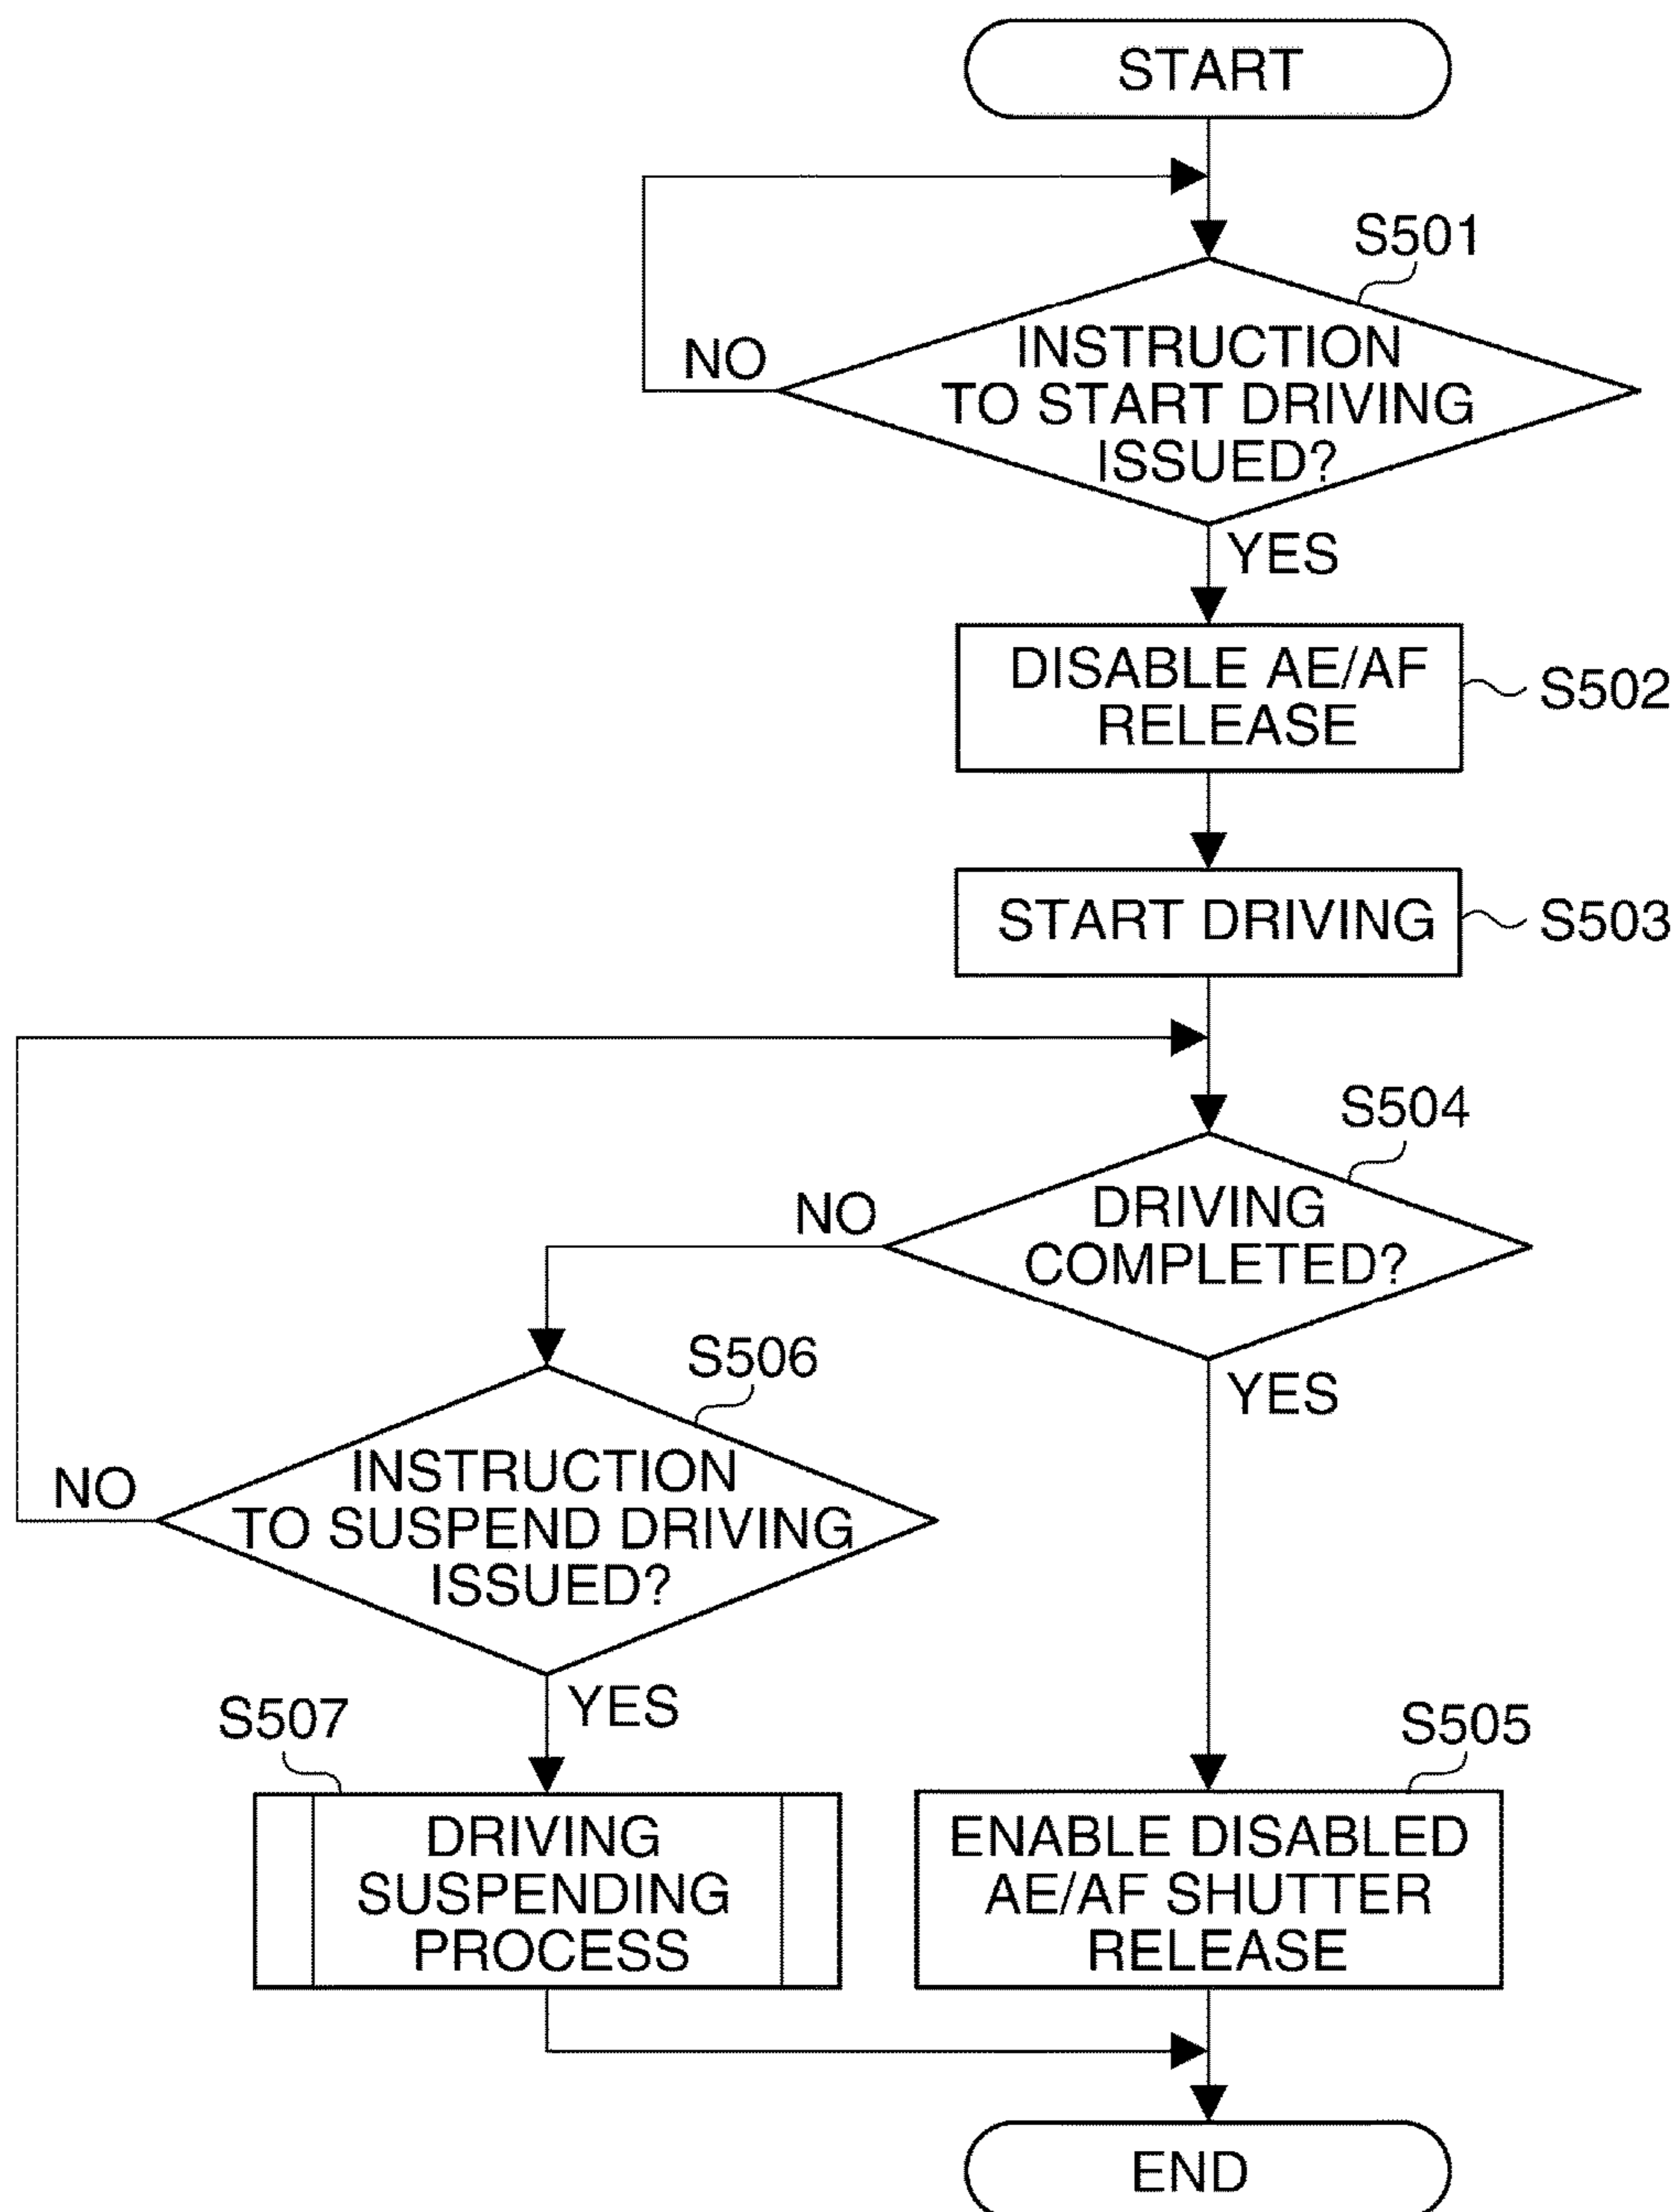 START
S501
INSTRUCTION
TO START DRIVING
ISSUED?
NO
YES
DISABLE AE/AF
RELEASE
S502
START DRIVING
S503
S504
DRIVING
COMPLETED?
NO
YES
S506
INSTRUCTION
TO SUSPEND DRIVING
ISSUED?
NO
YES
S507
DRIVING
SUSPENDING
PROCESS
S505
ENABLE DISABLED
AE/AF SHUTTER
RELEASE
END